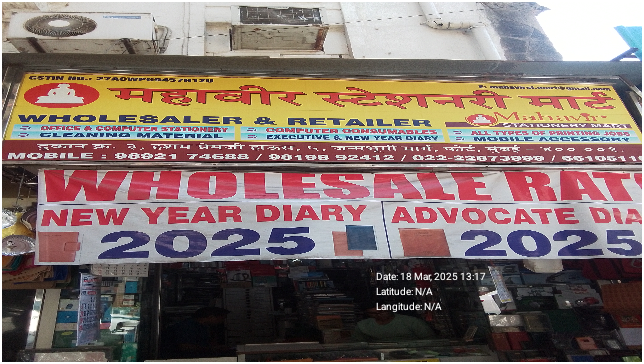 महाबीर स्टेशनरी मार्ट
Mahavir
WHOLESALER & RETAILER
OFFICE & COMPUTER STATIONERY
COMPUTER CONSUMABLES
ALL TYPES OF PRINTING JOBS
CLEANING MATERIAL
EXECUTIVE & NEW YEAR DIARY
MOBILE ACCESSORY
MOBILE : 98921 74688 / 98198 92412 / 022-22673999
WHOLESALE RAT
NEW YEAR DIARY
ADVOCATE DIA
2025
2025
Date: 18 Mar, 2025 13:17
Latitude: N/A
Langitude: N/A